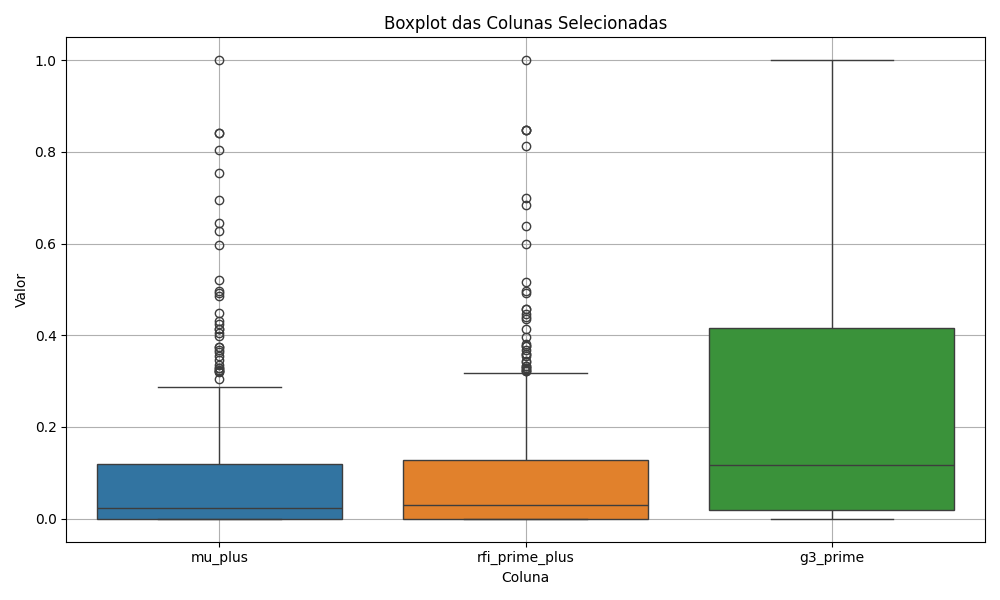 Boxplot das Colunas Selecionadas
1.0
0.8
0.6
0.4
0.2
0.0
Valor
mu_plus
rfi_prime_plus
g3_prime
Coluna